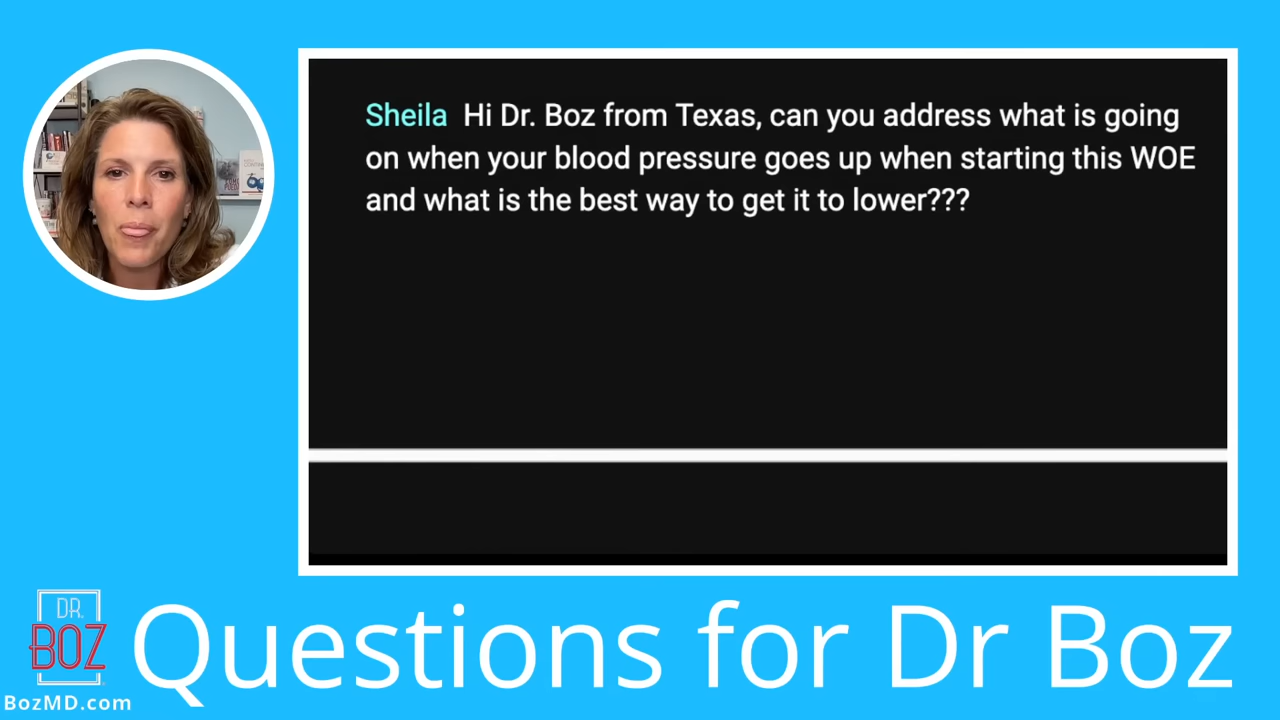 Sheila Hi Dr. Boz from Texas, can you address what is going
on when your blood pressure goes up when starting this WOE
and what is the best way to get it to lower???
DR.
BOZ
Questions for Dr Boz
BozMD.com